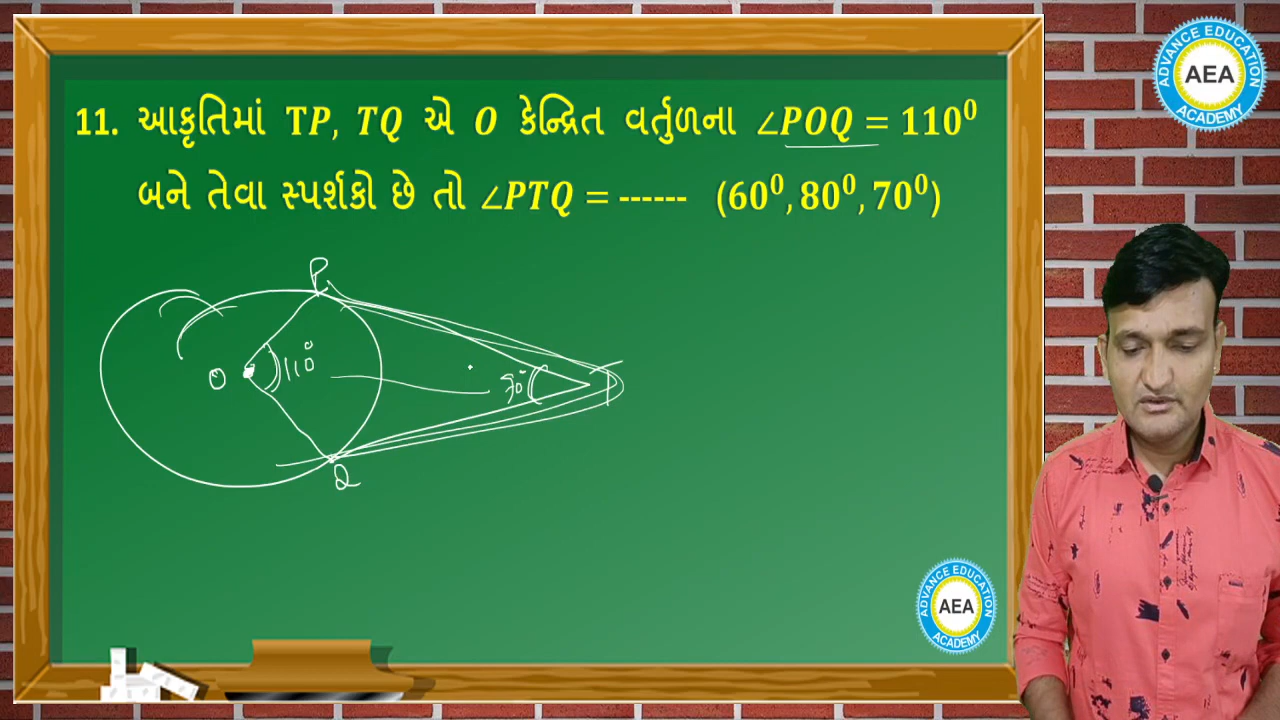 11. આકૃતિમાં TP, TQ એ O કેન્દ્રિત વર્તુળના ∠POQ = 110⁰
બને તેવા સ્પર્શકો છે તો ∠PTQ = ------ (60⁰, 80⁰, 70⁰)
P
O 110° 70°
Q
ADVANCE EDUCATION
AEA
ACADEMY
ADVANCE EDUCATION
AEA
ACADEMY